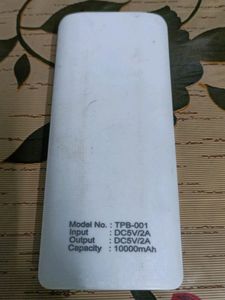 Model No. : TPB-001
Input : DC5V/2A
Output : DC5V/2A
Capacity : 10000mAh